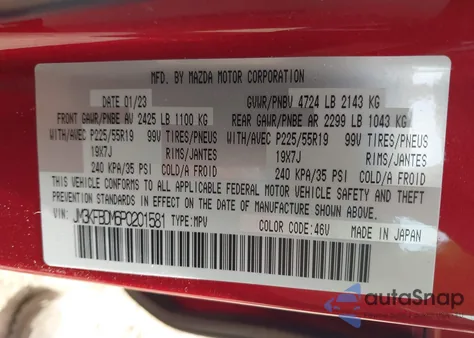 MFD. BY MAZDA MOTOR CORPORATION
DATE 01/23 GVWR/PNBV 4724 LB 2143 KG
FRONT GAWR/PNBE AV 2425 LB 1100 KG REAR GAWR/PNBE AR 2299 LB 1043 KG
WITH/AVEC P225/55R19 99V TIRES/PNEUS WITH/AVEC P225/55R19 99V TIRES/PNEUS
19X7J RIMS/JANTES 19X7J RIMS/JANTES
240 KPA/35 PSI COLD/A FROID 240 KPA/35 PSI COLD/A FROID
THIS VEHICLE CONFORMS TO ALL APPLICABLE FEDERAL MOTOR VEHICLE SAFETY AND THEFT
PREVENTION STANDARDS IN EFFECT ON THE DATE OF MANUFACTURE SHOWN ABOVE.
VIN: JM3KFBDM5P0201581 TYPE:MPV COLOR CODE:46V MADE IN JAPAN
autoSnap